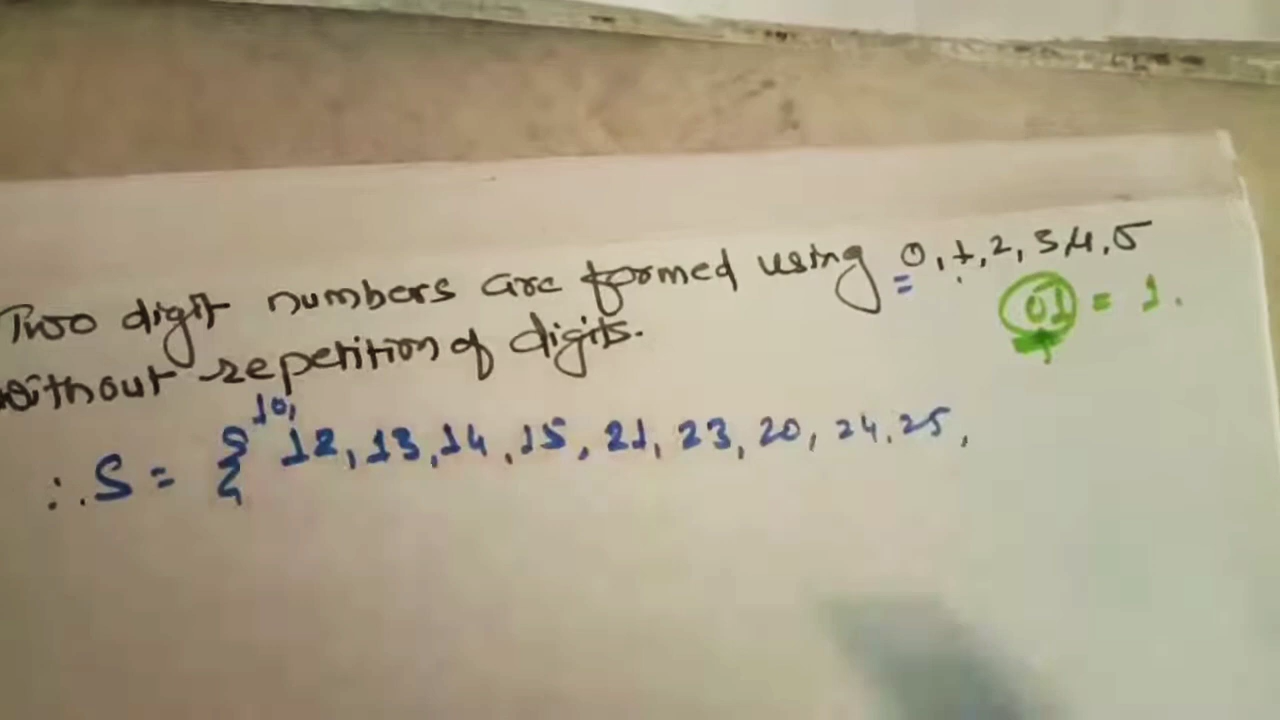 Two digit numbers are formed using 0, 1, 2, 3, 4, 5
01 = 1.
without repetition of digits.
10,
∴ S = { 12, 13, 14, 15, 21, 23, 20, 24, 25,